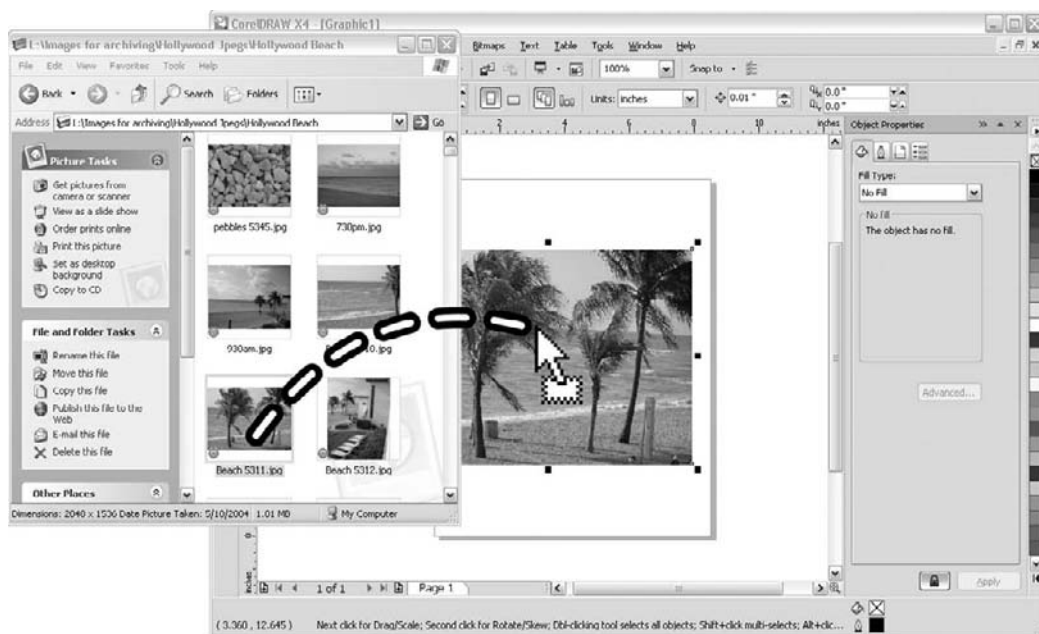 CorelDRAW X4 - [Graphic1]
L:\Images for archiving\Hollywood Jpegs\Hollywood Beach
Bitmaps Text Table Tools Window Help
File Edit View Favorites Tools Help
100% Snap to
Back Search Folders
Units: inches 0.01 " 0.0 " 0.0 "
Address L:\Images for archiving\Hollywood Jpegs\Hollywood Beach Go
2 4 6 8 10 inches
Object Properties
Picture Tasks
Get pictures from
camera or scanner
View as a slide show
Order prints online
Print this picture
Set as desktop
background
Copy to CD
pebbles 5345.jpg 730pm.jpg
Fill Type:
No Fill
No fill
The object has no fill.
Advanced...
930am.jpg 10.jpg
File and Folder Tasks
Rename this file
Move this file
Copy this file
Publish this file to the
Web
E-mail this file
Delete this file
Beach 5311.jpg Beach 5312.jpg
Other Places
Dimensions: 2040 x 1536 Date Picture Taken: 5/10/2004 1.01 MB My Computer
0
inches
1 of 1 Page 1
Apply
( 3.360 , 12.645 ) Next click for Drag/Scale; Second click for Rotate/Skew; Dbl-clicking tool selects all objects; Shift+click multi-selects; Alt+clic...